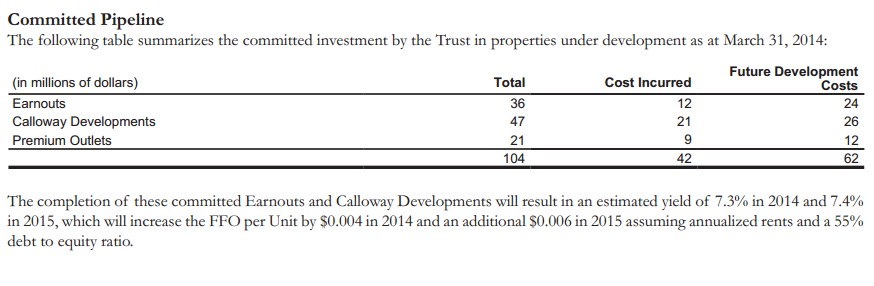 Committed Pipeline
The following table summarizes the committed investment by the Trust in properties under development as at March 31, 2014:
(in millions of dollars) Total Cost Incurred Future Development Costs
Earnouts 36 12 24
Calloway Developments 47 21 26
Premium Outlets 21 9 12
104 42 62
The completion of these committed Earnouts and Calloway Developments will result in an estimated yield of 7.3% in 2014 and 7.4%
in 2015, which will increase the FFO per Unit by $0.004 in 2014 and an additional $0.006 in 2015 assuming annualized rents and a 55%
debt to equity ratio.